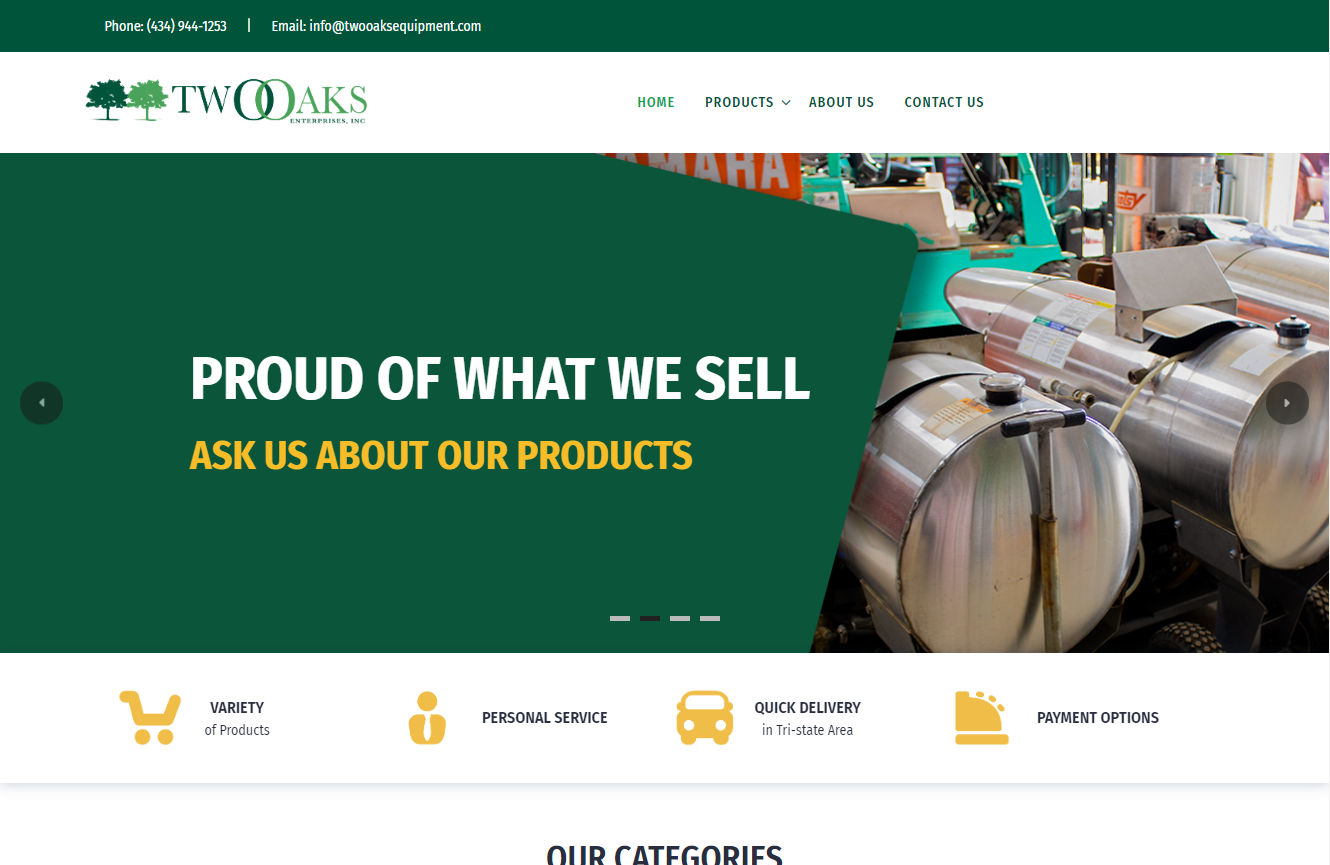 Phone: (434) 944-1253 | Email: info@twooaksequipment.com
TWO OAKS
ENTERPRISES, INC
HOME PRODUCTS ABOUT US CONTACT US
YAMAHA
PROUD OF WHAT WE SELL
ASK US ABOUT OUR PRODUCTS
VARIETY
of Products
PERSONAL SERVICE
QUICK DELIVERY
in Tri-state Area
PAYMENT OPTIONS
OUR CATEGORIES